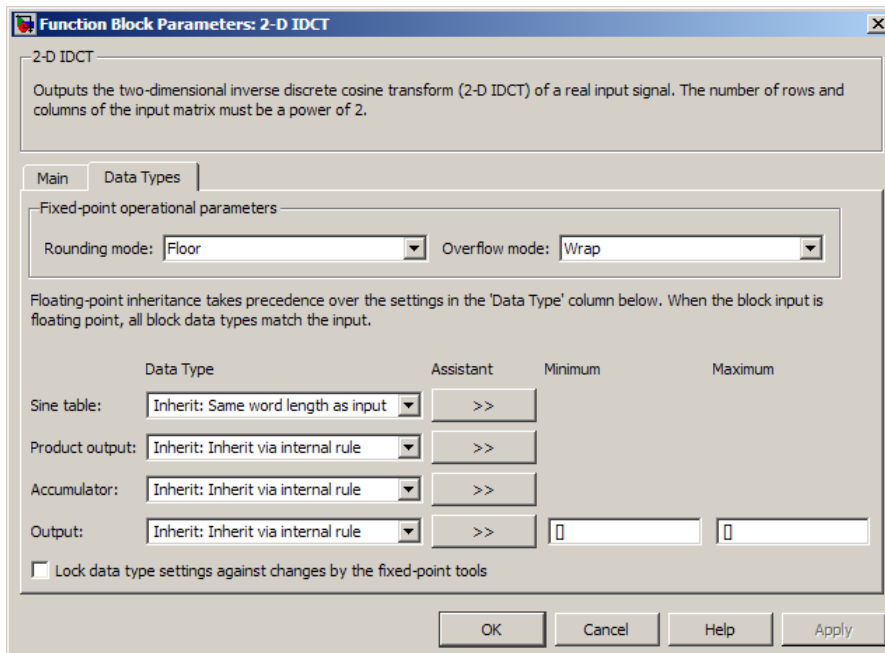 Function Block Parameters: 2-D IDCT
2-D IDCT
Outputs the two-dimensional inverse discrete cosine transform (2-D IDCT) of a real input signal. The number of rows and
columns of the input matrix must be a power of 2.
Main Data Types
Fixed-point operational parameters
Rounding mode: Floor Overflow mode: Wrap
Floating-point inheritance takes precedence over the settings in the 'Data Type' column below. When the block input is
floating point, all block data types match the input.
Data Type Assistant Minimum Maximum
Sine table: Inherit: Same word length as input >>
Product output: Inherit: Inherit via internal rule >>
Accumulator: Inherit: Inherit via internal rule >>
Output: Inherit: Inherit via internal rule >> [] []
Lock data type settings against changes by the fixed-point tools
OK Cancel Help Apply